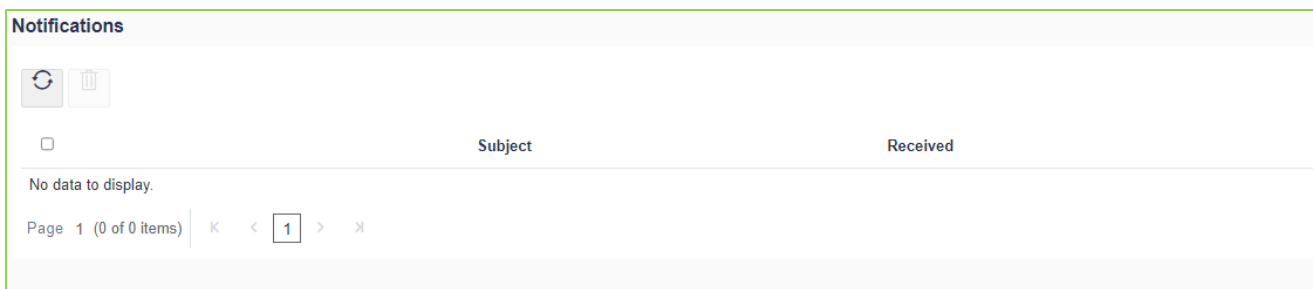 Notifications
Subject Received
No data to display.
Page 1 (0 of 0 items) 1